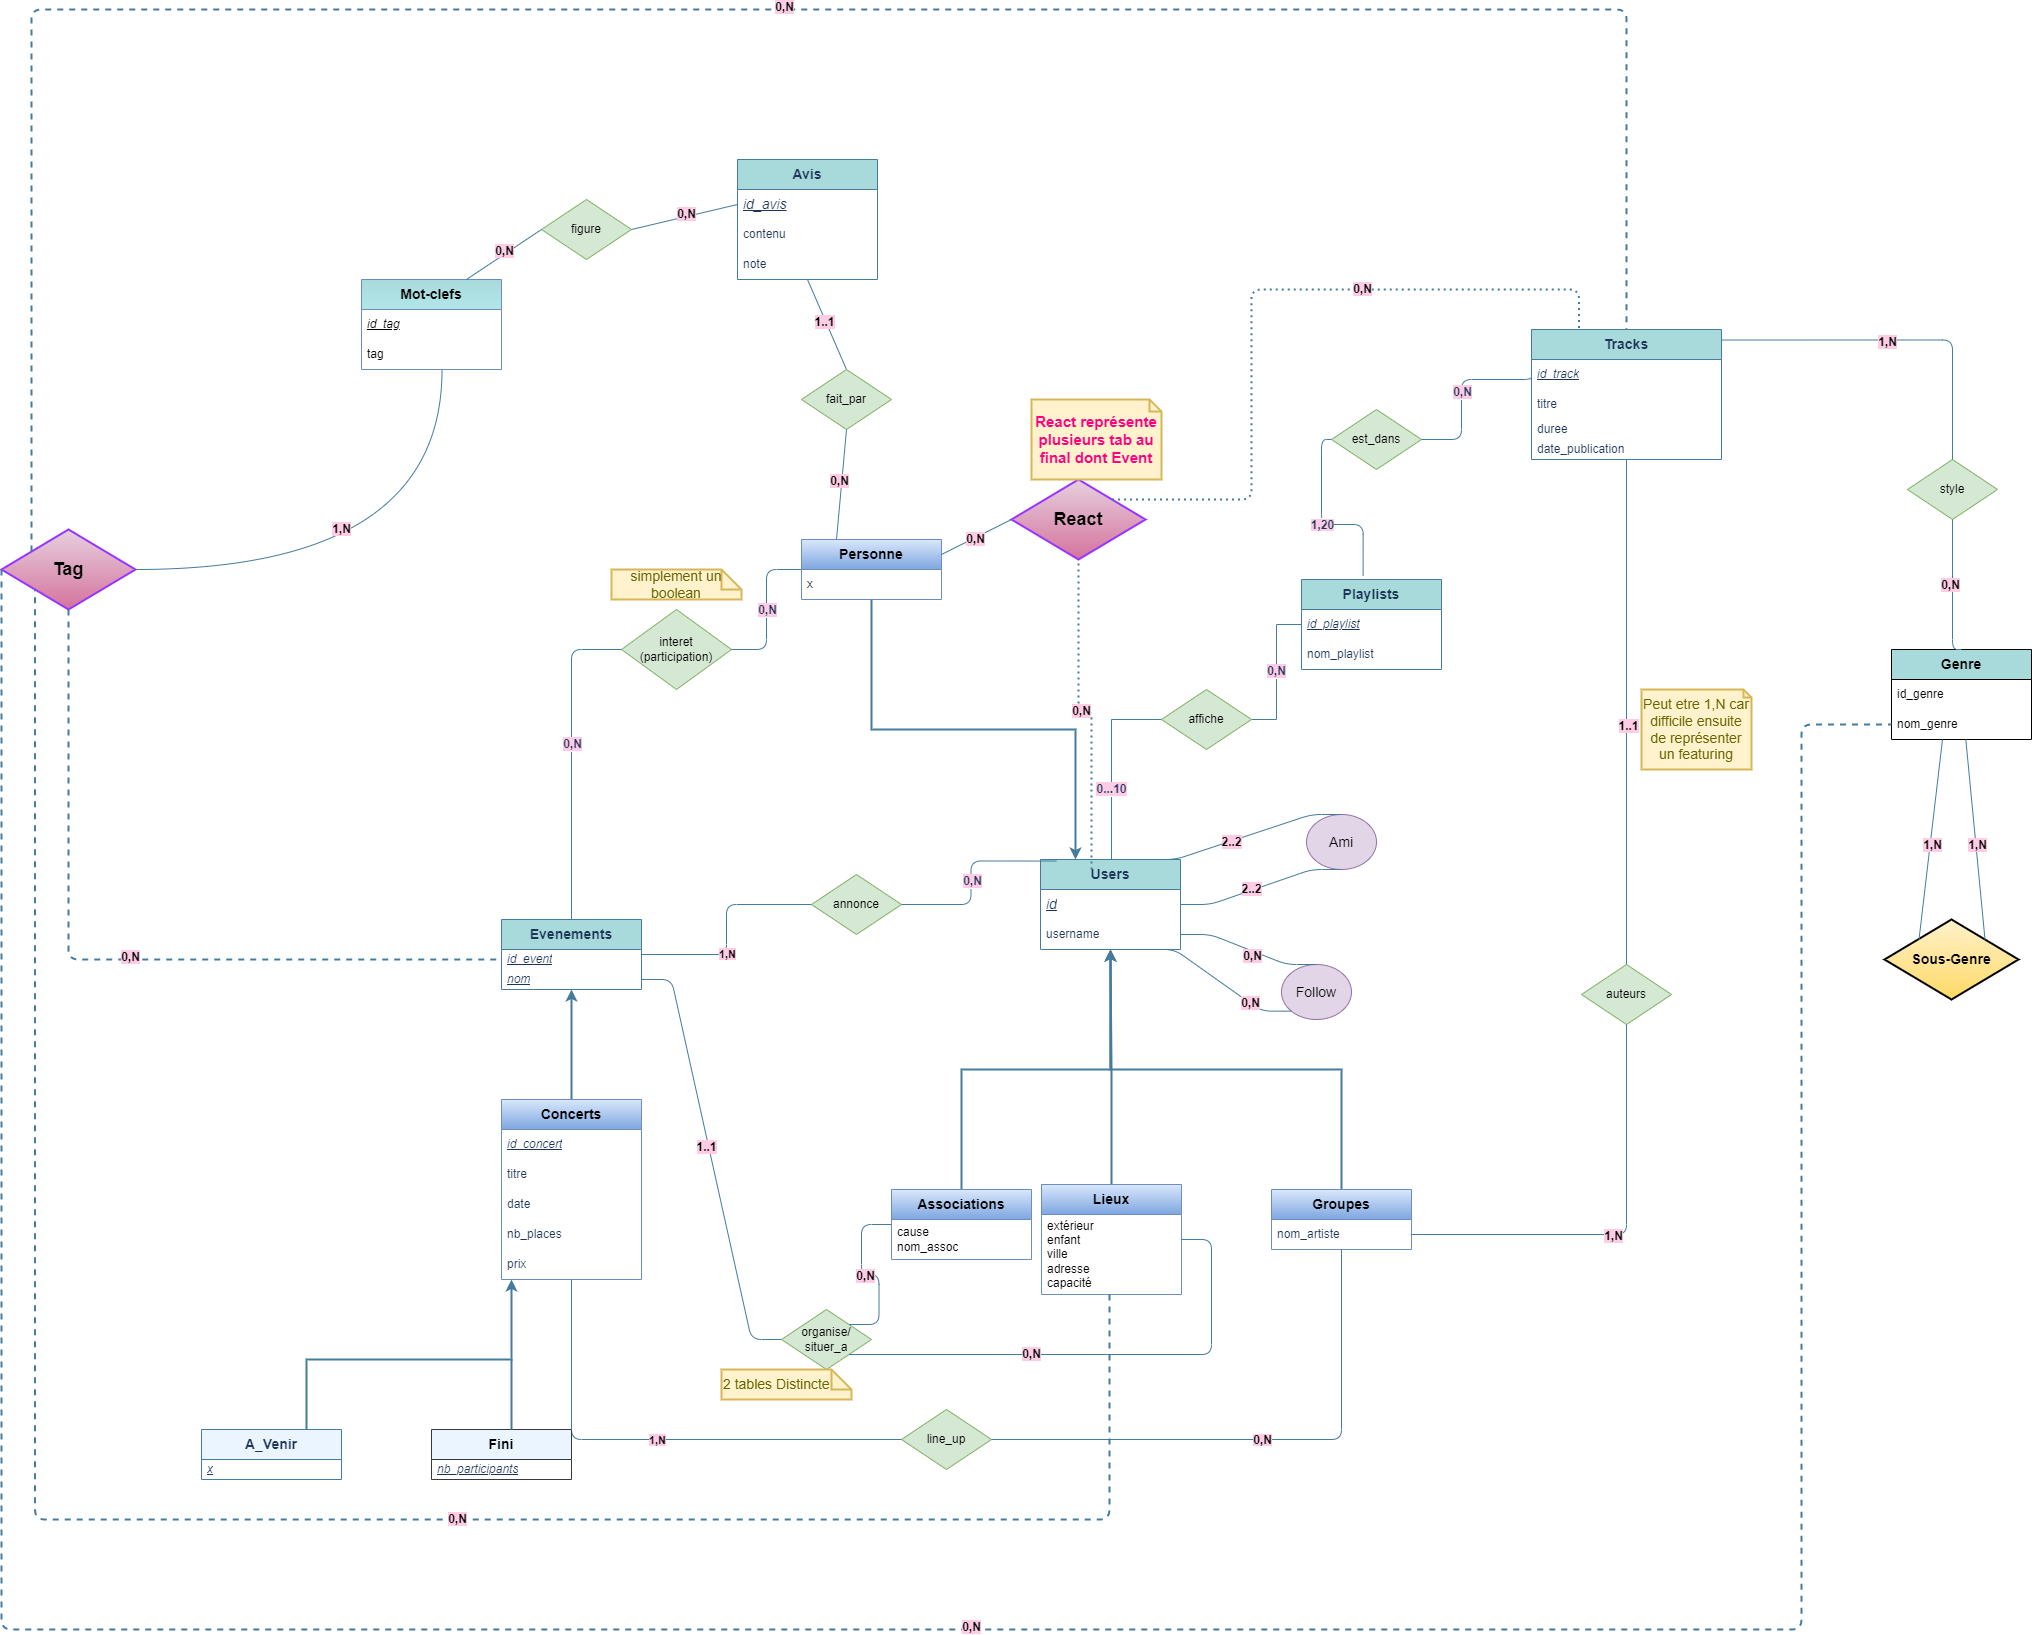 0,N
Avis
id_avis
contenu
note
figure
0,N
0,N
Mot-clefs
id_tag
tag
1..1
fait_par
0,N
0,N
Tracks
id_track
titre
duree
date_publication
1,N
style
0,N
est_dans
0,N
1,20
React représente
plusieurs tab au
final dont Event
React
0,N
Personne
x
Tag
1,N
simplement un
boolean
interet
(participation)
0,N
0,N
Playlists
id_playlist
nom_playlist
0,N
affiche
0...10
0,N
Genre
id_genre
nom_genre
Peut etre 1,N car
difficile ensuite
de représenter
un featuring
1..1
1,N
1,N
Sous-Genre
Users
id
username
2..2
2..2
Ami
0,N
0,N
Follow
annonce
0,N
1,N
Evenements
id_event
nom
0,N
auteurs
1,N
Concerts
id_concert
titre
date
nb_places
prix
1..1
Associations
cause
nom_assoc
Lieux
extérieur
enfant
ville
adresse
capacité
Groupes
nom_artiste
0,N
organise/
situer_a
0,N
2 tables Distincte
A_Venir
x
Fini
nb_participants
1,N
line_up
0,N
0,N
0,N